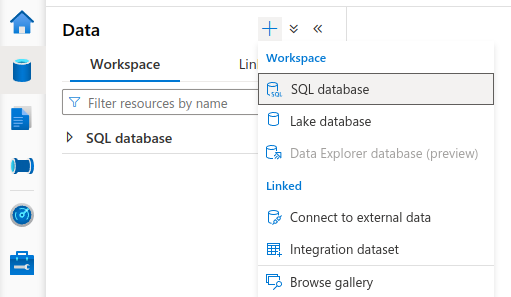 Data
Workspace
Lin
Filter resources by name
SQL database
Workspace
SQL
SQL database
Lake database
Data Explorer database (preview)
Linked
Connect to external data
Integration dataset
Browse gallery